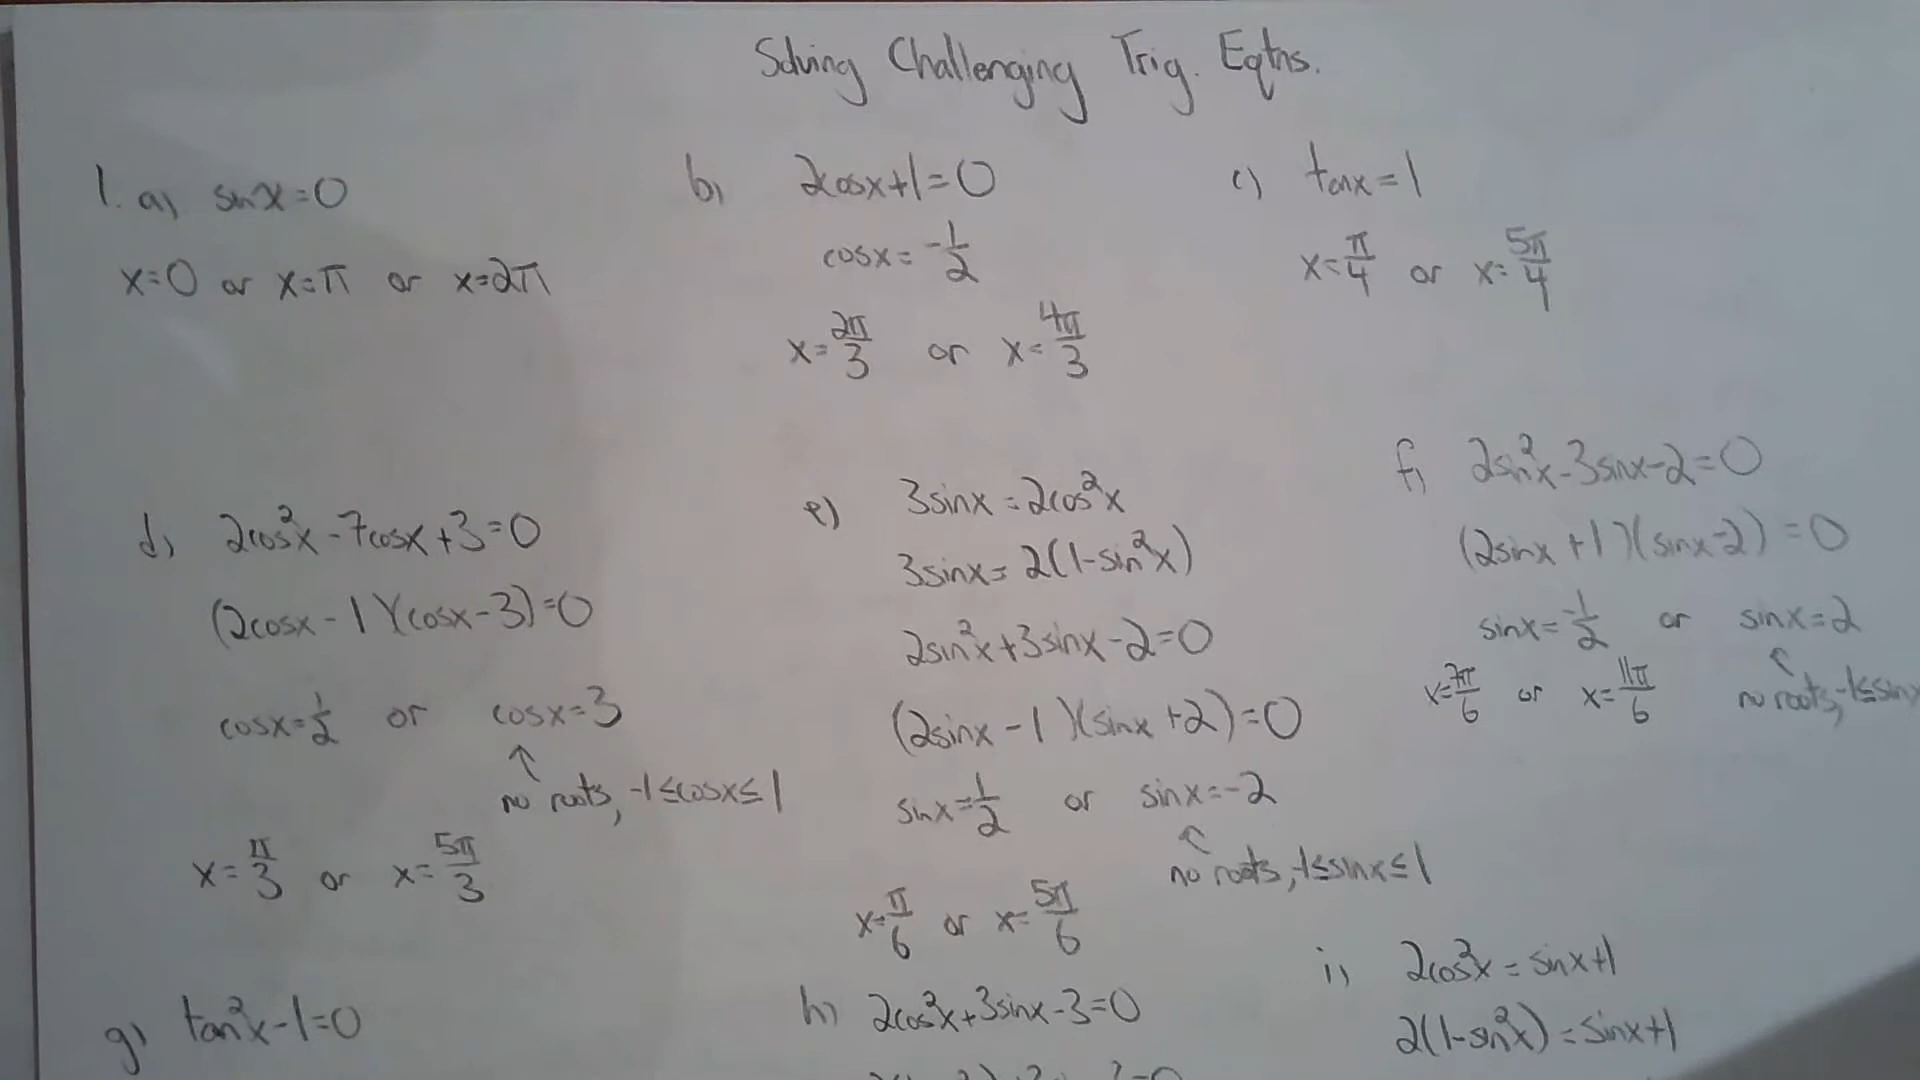 Solving Challenging Trig. Eqtns.
1. a) sinx=0
x=0 or x=π or x=2π
b) 2cosx+1=0
cosx=-1/2
x=2π/3 or x=4π/3
c) tanx=1
x=π/4 or x=5π/4
d) 2cos²x-7cosx+3=0
(2cosx-1)(cosx-3)=0
cosx=1/2 or cosx=3
↑
no roots, -1≤cosx≤1
x=π/3 or x=5π/3
e) 3sinx=2cos²x
3sinx=2(1-sin²x)
2sin²x+3sinx-2=0
(2sinx-1)(sinx+2)=0
sinx=1/2 or sinx=-2
↑
no roots, -1≤sinx≤1
x=π/6 or x=5π/6
f) 2sin²x-3sinx-2=0
(2sinx+1)(sinx-2)=0
sinx=-1/2 or sinx=2
↑
x=7π/6 or x=11π/6 no roots, -1≤sinx
g) tan²x-1=0
h) 2cos²x+3sinx-3=0
i) 2cos²x=sinx+1
2(1-sin²x)=sinx+1